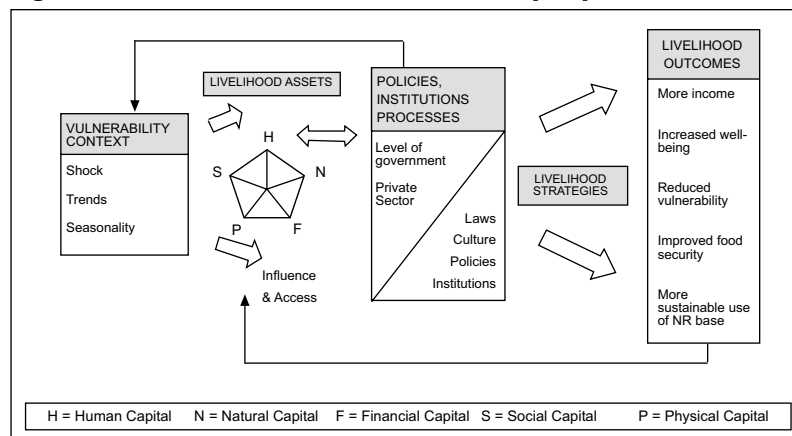 LIVELIHOOD ASSETS
VULNERABILITY
CONTEXT
Shock
Trends
Seasonality
H
S
N
P
F
Influence
& Access
POLICIES,
INSTITUTIONS
PROCESSES
Level of
government
Private
Sector
Laws
Culture
Policies
Institutions
LIVELIHOOD
STRATEGIES
LIVELIHOOD
OUTCOMES
More income
Increased well-
being
Reduced
vulnerability
Improved food
security
More
sustainable use
of NR base
H = Human Capital N = Natural Capital F = Financial Capital S = Social Capital P = Physical Capital